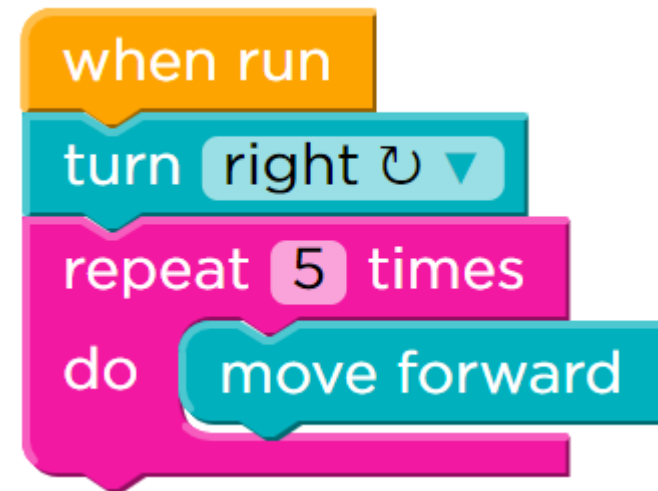 when run
turn right ↻ ▼
repeat 5 times
do move forward